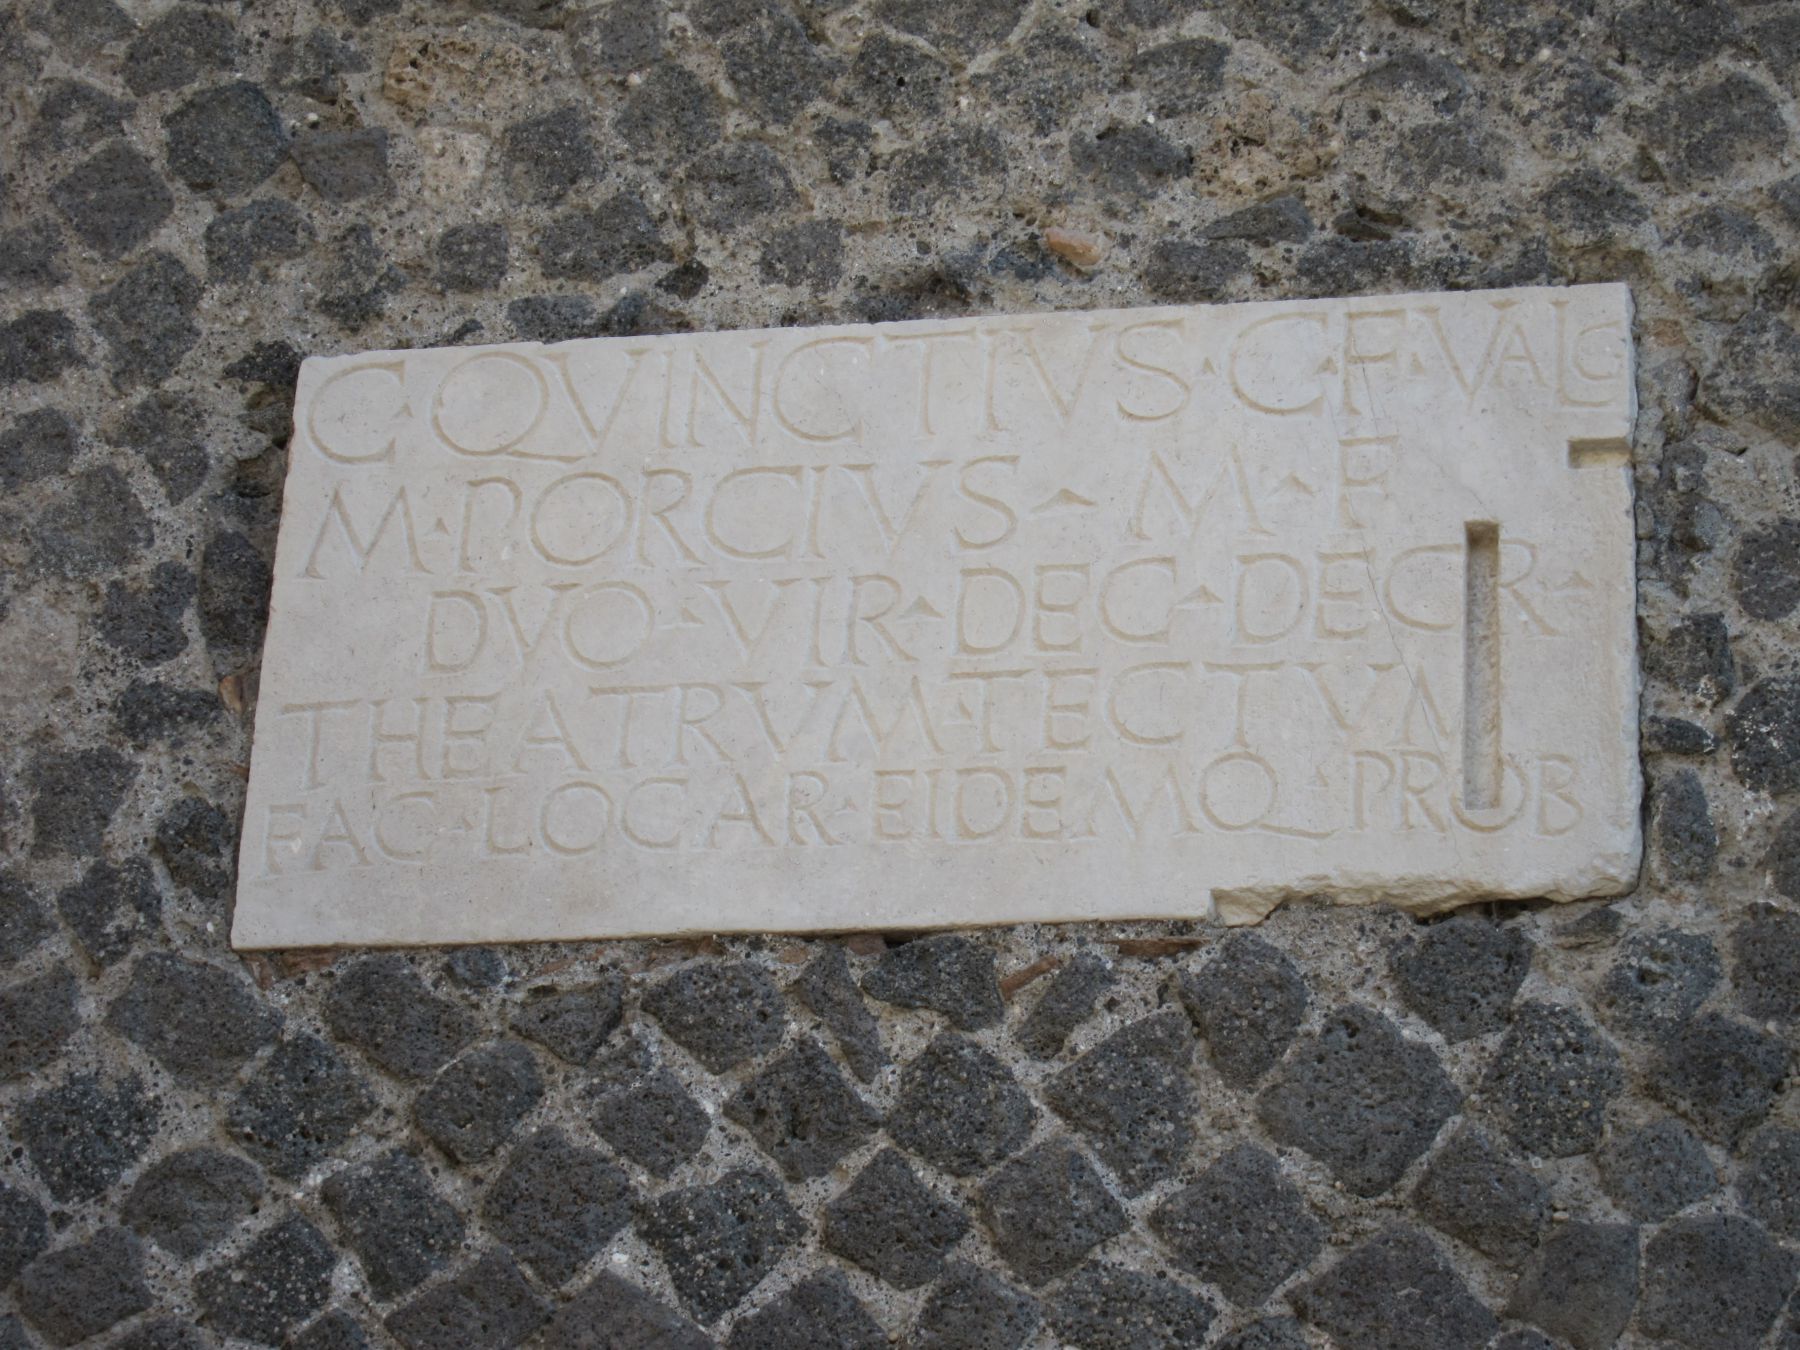 C·QVINCTIVS·C·F·VALG
M·PORCIVS·M·F
DVO·VIR·DEC·DECR·
THEATRVM·TECTVM
FAC·LOCAR·EIDEMQ·PROB